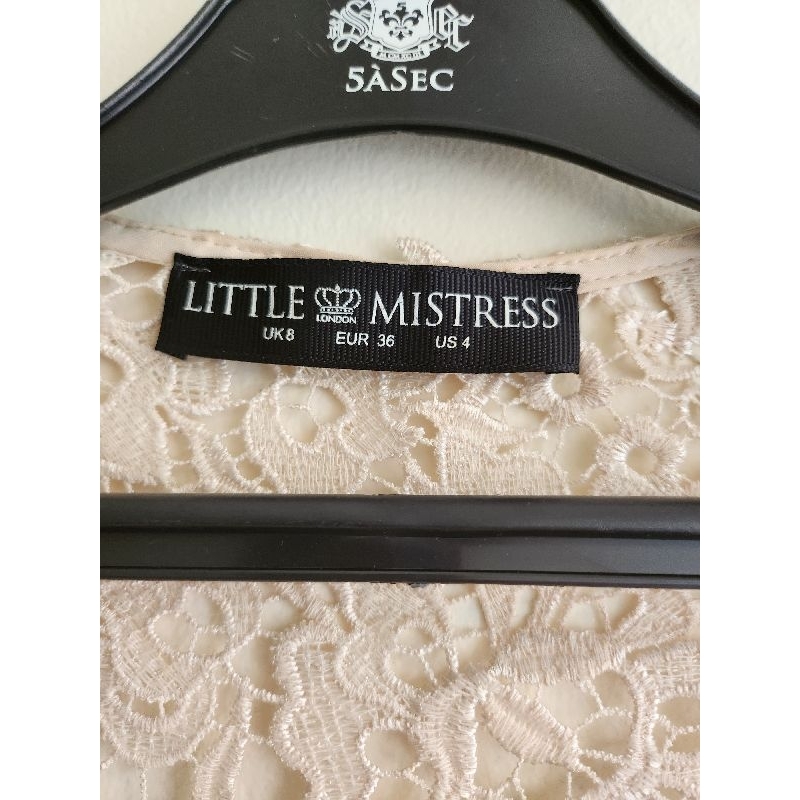 5ÀSEC
LITTLE MISTRESS
LONDON
UK 8 EUR 36 US 4